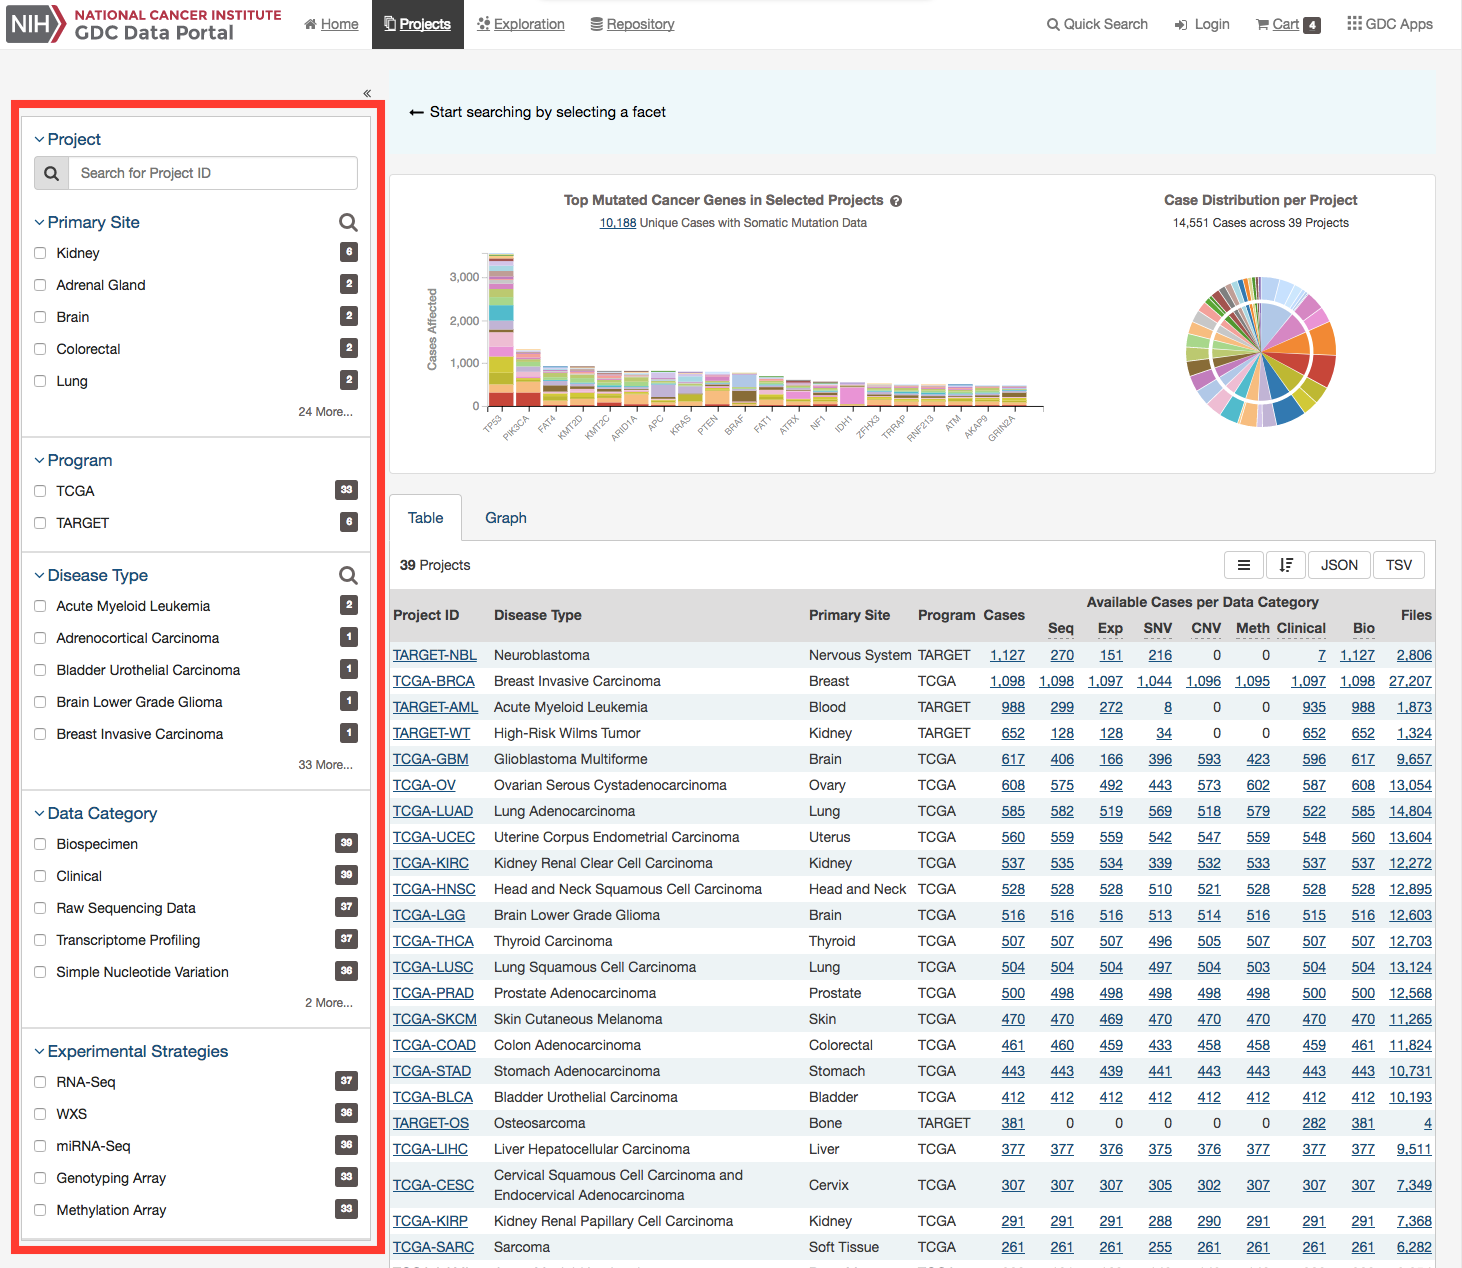 NIH NATIONAL CANCER INSTITUTE
GDC Data Portal
Home Projects Exploration Repository Quick Search Login Cart 4 GDC Apps
«
Start searching by selecting a facet
Project
Search for Project ID
Primary Site
Kidney 6
Adrenal Gland 2
Brain 2
Colorectal 2
Lung 2
24 More...
Program
TCGA 33
TARGET 6
Disease Type
Acute Myeloid Leukemia 2
Adrenocortical Carcinoma 1
Bladder Urothelial Carcinoma 1
Brain Lower Grade Glioma 1
Breast Invasive Carcinoma 1
33 More...
Data Category
Biospecimen 39
Clinical 39
Raw Sequencing Data 37
Transcriptome Profiling 37
Simple Nucleotide Variation 36
2 More...
Experimental Strategies
RNA-Seq 37
WXS 36
miRNA-Seq 36
Genotyping Array 33
Methylation Array 33
Top Mutated Cancer Genes in Selected Projects
10,188 Unique Cases with Somatic Mutation Data
Cases Affected
3,000
2,000
1,000
0
TP53 PIK3CA FAT4 KMT2D KMT2C ARID1A APC KRAS PTEN BRAF FAT1 ATRX NF1 IDH1 ZFHX3 TRRAP RNF213 ATM AKAP9 GRIN2A
Case Distribution per Project
14,551 Cases across 39 Projects
Table Graph
39 Projects JSON TSV
Available Cases per Data Category
Project ID Disease Type Primary Site Program Cases Seq Exp SNV CNV Meth Clinical Bio Files
TARGET-NBL Neuroblastoma Nervous System TARGET 1,127 270 151 216 0 0 7 1,127 2,806
TCGA-BRCA Breast Invasive Carcinoma Breast TCGA 1,098 1,098 1,097 1,044 1,096 1,095 1,097 1,098 27,207
TARGET-AML Acute Myeloid Leukemia Blood TARGET 988 299 272 8 0 0 935 988 1,873
TARGET-WT High-Risk Wilms Tumor Kidney TARGET 652 128 128 34 0 0 652 652 1,324
TCGA-GBM Glioblastoma Multiforme Brain TCGA 617 406 166 396 593 423 596 617 9,657
TCGA-OV Ovarian Serous Cystadenocarcinoma Ovary TCGA 608 575 492 443 573 602 587 608 13,054
TCGA-LUAD Lung Adenocarcinoma Lung TCGA 585 582 519 569 518 579 522 585 14,804
TCGA-UCEC Uterine Corpus Endometrial Carcinoma Uterus TCGA 560 559 559 542 547 559 548 560 13,604
TCGA-KIRC Kidney Renal Clear Cell Carcinoma Kidney TCGA 537 535 534 339 532 533 537 537 12,272
TCGA-HNSC Head and Neck Squamous Cell Carcinoma Head and Neck TCGA 528 528 528 510 521 528 528 528 12,895
TCGA-LGG Brain Lower Grade Glioma Brain TCGA 516 516 516 513 514 516 515 516 12,603
TCGA-THCA Thyroid Carcinoma Thyroid TCGA 507 507 507 496 505 507 507 507 12,703
TCGA-LUSC Lung Squamous Cell Carcinoma Lung TCGA 504 504 504 497 504 503 504 504 13,124
TCGA-PRAD Prostate Adenocarcinoma Prostate TCGA 500 498 498 498 498 498 500 500 12,568
TCGA-SKCM Skin Cutaneous Melanoma Skin TCGA 470 470 469 470 470 470 470 470 11,265
TCGA-COAD Colon Adenocarcinoma Colorectal TCGA 461 460 459 433 458 458 459 461 11,824
TCGA-STAD Stomach Adenocarcinoma Stomach TCGA 443 443 439 441 443 443 443 443 10,731
TCGA-BLCA Bladder Urothelial Carcinoma Bladder TCGA 412 412 412 412 412 412 412 412 10,193
TARGET-OS Osteosarcoma Bone TARGET 381 0 0 0 0 0 282 381 4
TCGA-LIHC Liver Hepatocellular Carcinoma Liver TCGA 377 377 376 375 376 377 377 377 9,511
TCGA-CESC Cervical Squamous Cell Carcinoma and Endocervical Adenocarcinoma Cervix TCGA 307 307 307 305 302 307 307 307 7,349
TCGA-KIRP Kidney Renal Papillary Cell Carcinoma Kidney TCGA 291 291 291 288 290 291 291 291 7,368
TCGA-SARC Sarcoma Soft Tissue TCGA 261 261 261 255 261 261 261 261 6,282